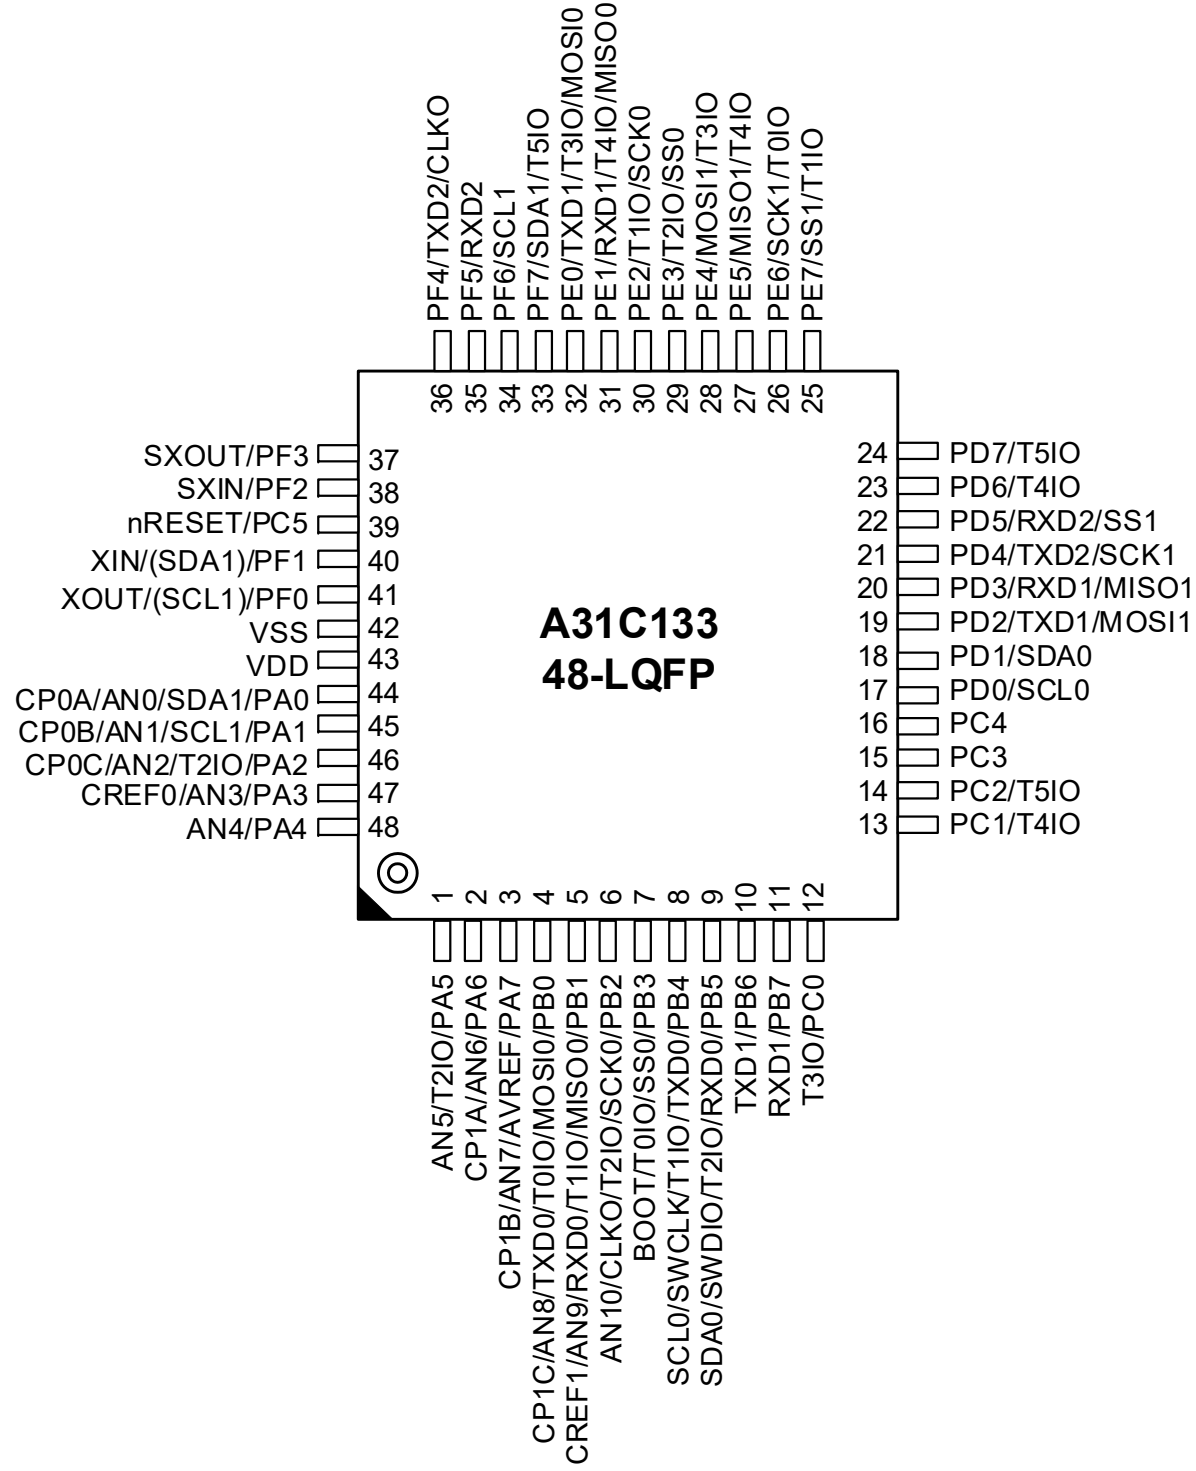 PF4/TXD2/CLKO
PF5/RXD2
PF6/SCL1
PF7/SDA1/T5IO
PE0/TXD1/T3IO/MOSI0
PE1/RXD1/T4IO/MISO0
PE2/T1IO/SCK0
PE3/T2IO/SS0
PE4/MOSI1/T3IO
PE5/MISO1/T4IO
PE6/SCK1/T0IO
PE7/SS1/T1IO
36
35
34
33
32
31
30
29
28
27
26
25
SXOUT/PF3 37
SXIN/PF2 38
nRESET/PC5 39
XIN/(SDA1)/PF1 40
XOUT/(SCL1)/PF0 41
VSS 42
VDD 43
CP0A/AN0/SDA1/PA0 44
CP0B/AN1/SCL1/PA1 45
CP0C/AN2/T2IO/PA2 46
CREF0/AN3/PA3 47
AN4/PA4 48
A31C133
48-LQFP
24 PD7/T5IO
23 PD6/T4IO
22 PD5/RXD2/SS1
21 PD4/TXD2/SCK1
20 PD3/RXD1/MISO1
19 PD2/TXD1/MOSI1
18 PD1/SDA0
17 PD0/SCL0
16 PC4
15 PC3
14 PC2/T5IO
13 PC1/T4IO
1
2
3
4
5
6
7
8
9
10
11
12
AN5/T2IO/PA5
CP1A/AN6/PA6
CP1B/AN7/AVREF/PA7
CP1C/AN8/TXD0/T0IO/MOSI0/PB0
CREF1/AN9/RXD0/T1IO/MISO0/PB1
AN10/CLKO/T2IO/SCK0/PB2
BOOT/T0IO/SS0/PB3
SCL0/SWCLK/T1IO/TXD0/PB4
SDA0/SWDIO/T2IO/RXD0/PB5
TXD1/PB6
RXD1/PB7
T3IO/PC0